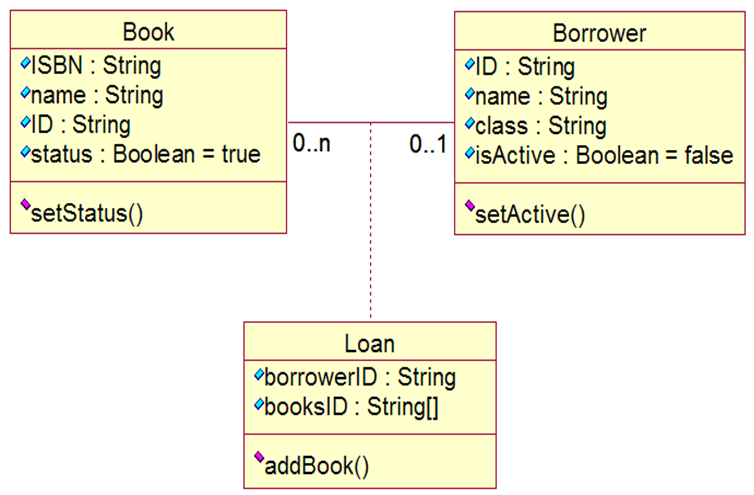 Book
ISBN : String
name : String
ID : String
status : Boolean = true
setStatus()
Borrower
ID : String
name : String
class : String
isActive : Boolean = false
setActive()
0..n
0..1
Loan
borrowerID : String
booksID : String[]
addBook()